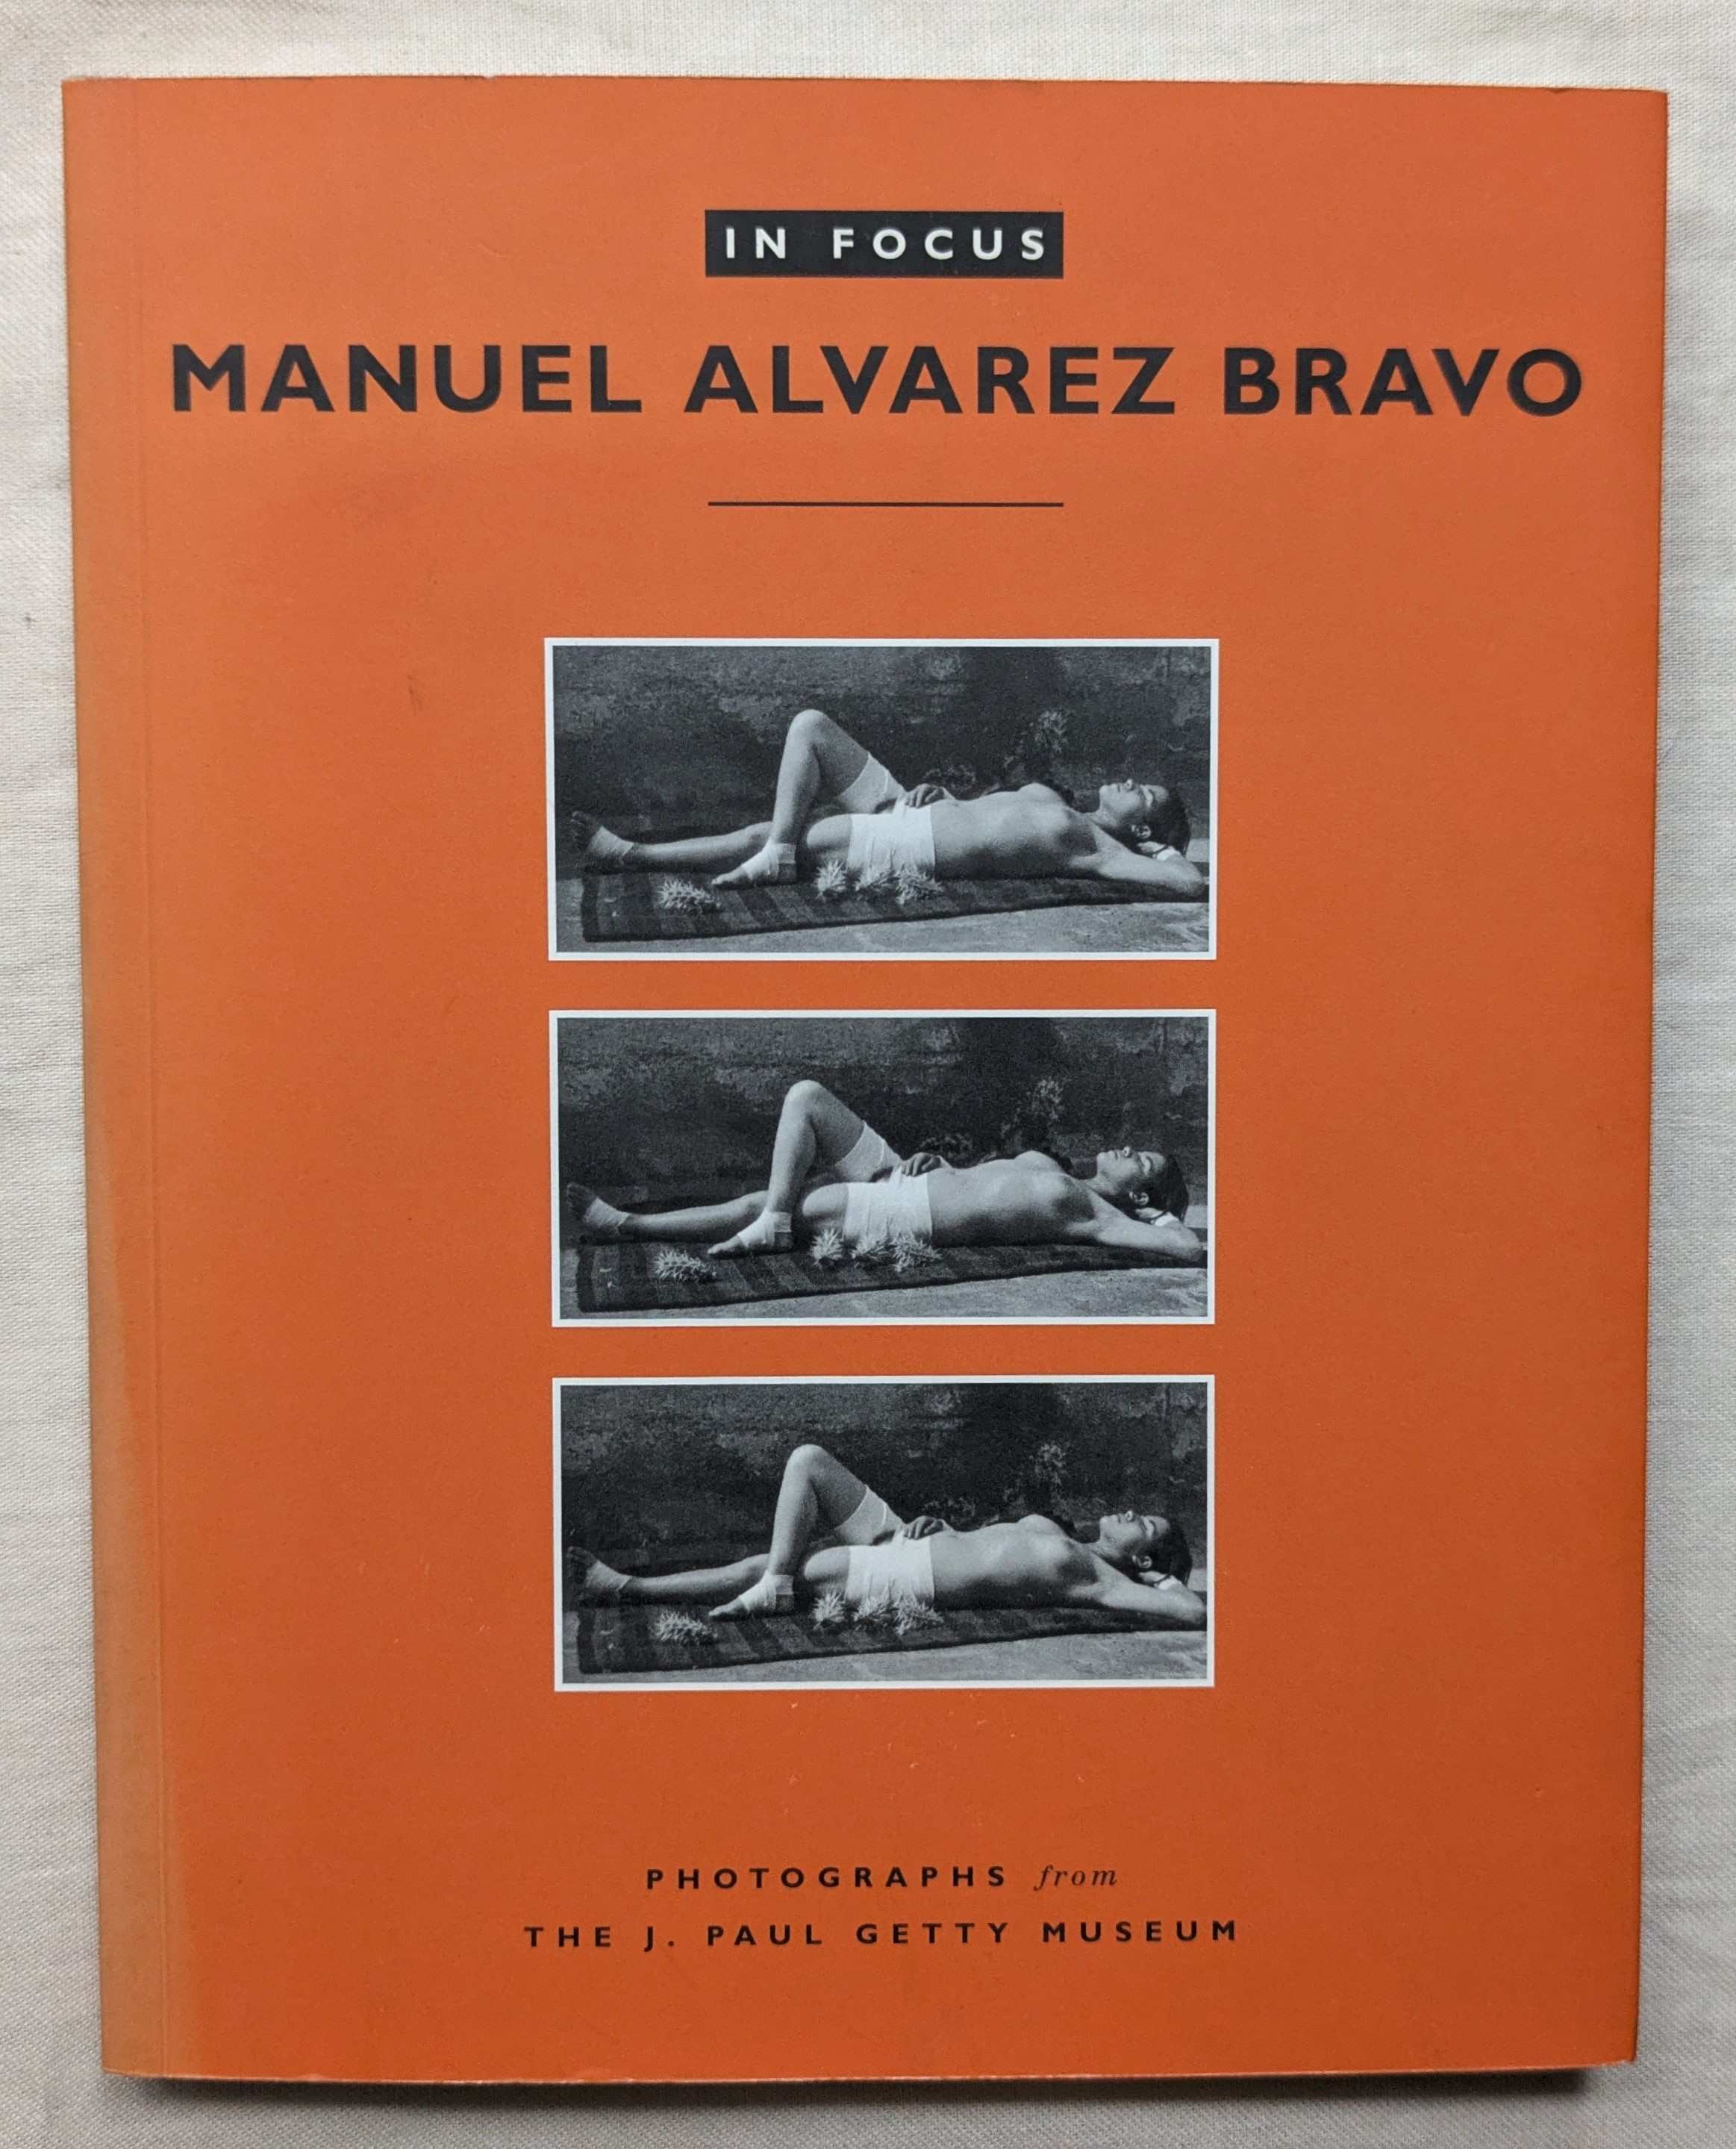 IN FOCUS
MANUEL ALVAREZ BRAVO
PHOTOGRAPHS from
THE J. PAUL GETTY MUSEUM